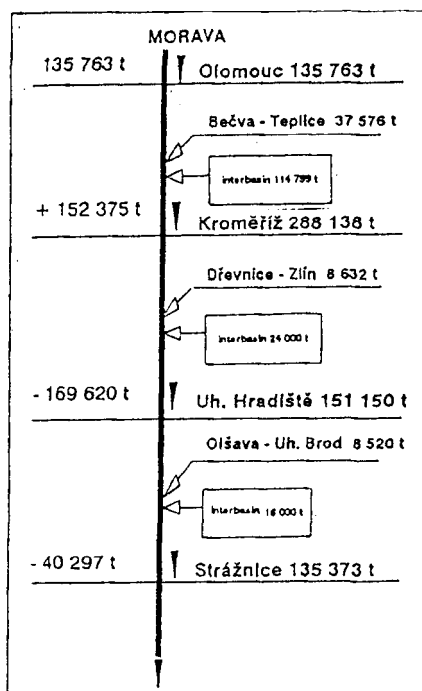 MORAVA
135 763 t
Olomouc 135 763 t
Bečva - Teplice 37 576 t
interbasin 114 799 t
+ 152 375 t
Kroměříž 288 138 t
Dřevnice - Zlín 8 632 t
interbasin 24 000 t
- 169 620 t
Uh. Hradiště 151 150 t
Olšava - Uh. Brod 8 520 t
interbasin 16 000 t
- 40 297 t
Strážnice 135 373 t